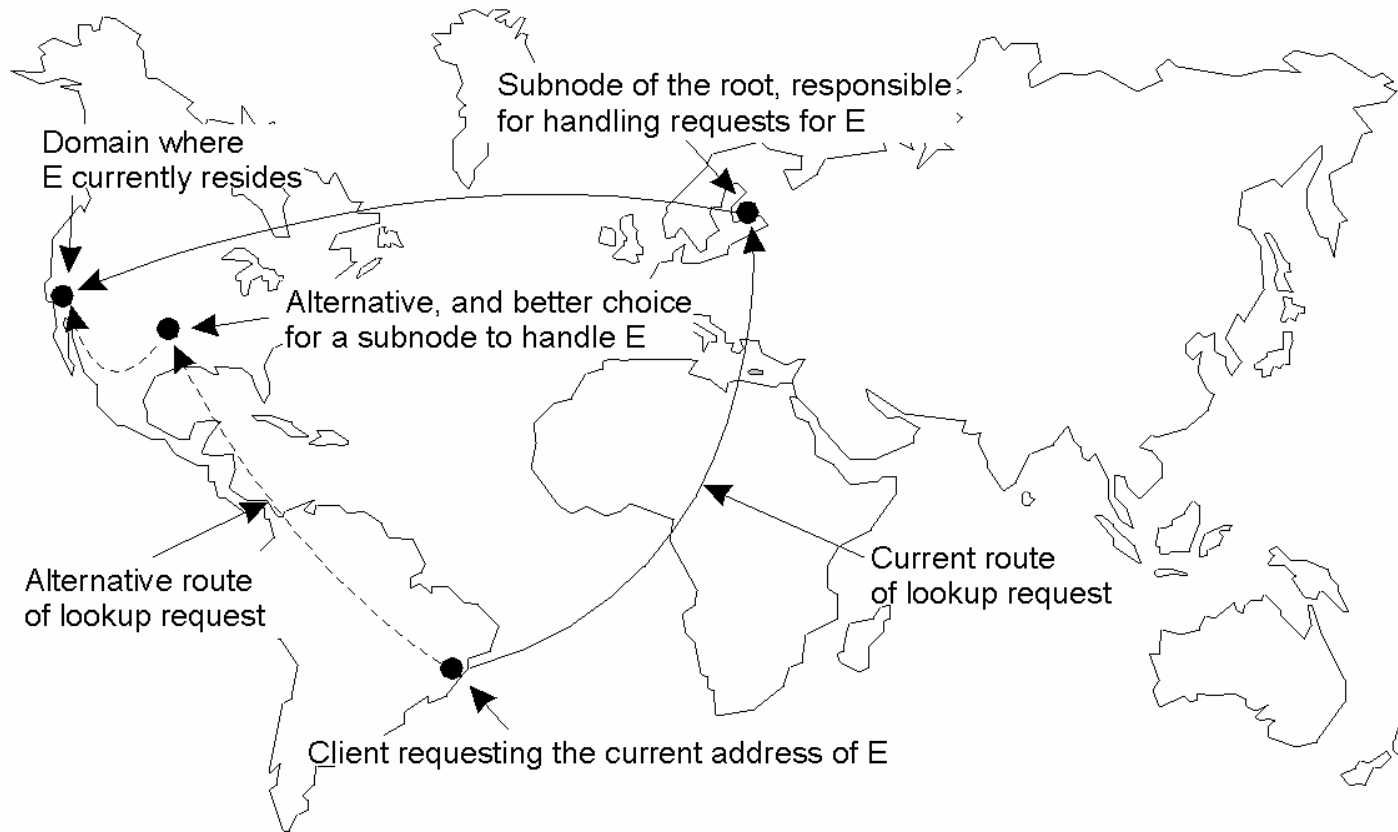 Subnode of the root, responsible
for handling requests for E
Domain where
E currently resides
Alternative, and better choice
for a subnode to handle E
Alternative route
of lookup request
Current route
of lookup request
Client requesting the current address of E